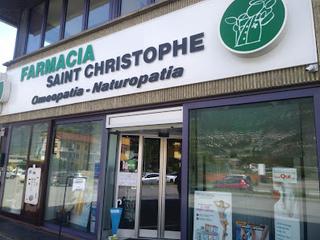 FARMACIA
SAINT CHRISTOPHE
Omeopatia - Naturopatia